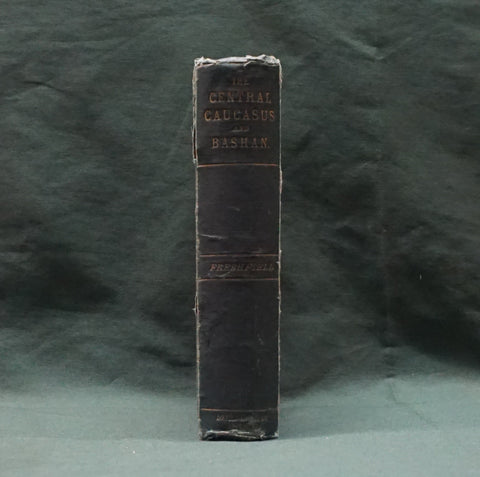 THE
CENTRAL
CAUCASUS
AND
BASHAN.
FRESHFIELD